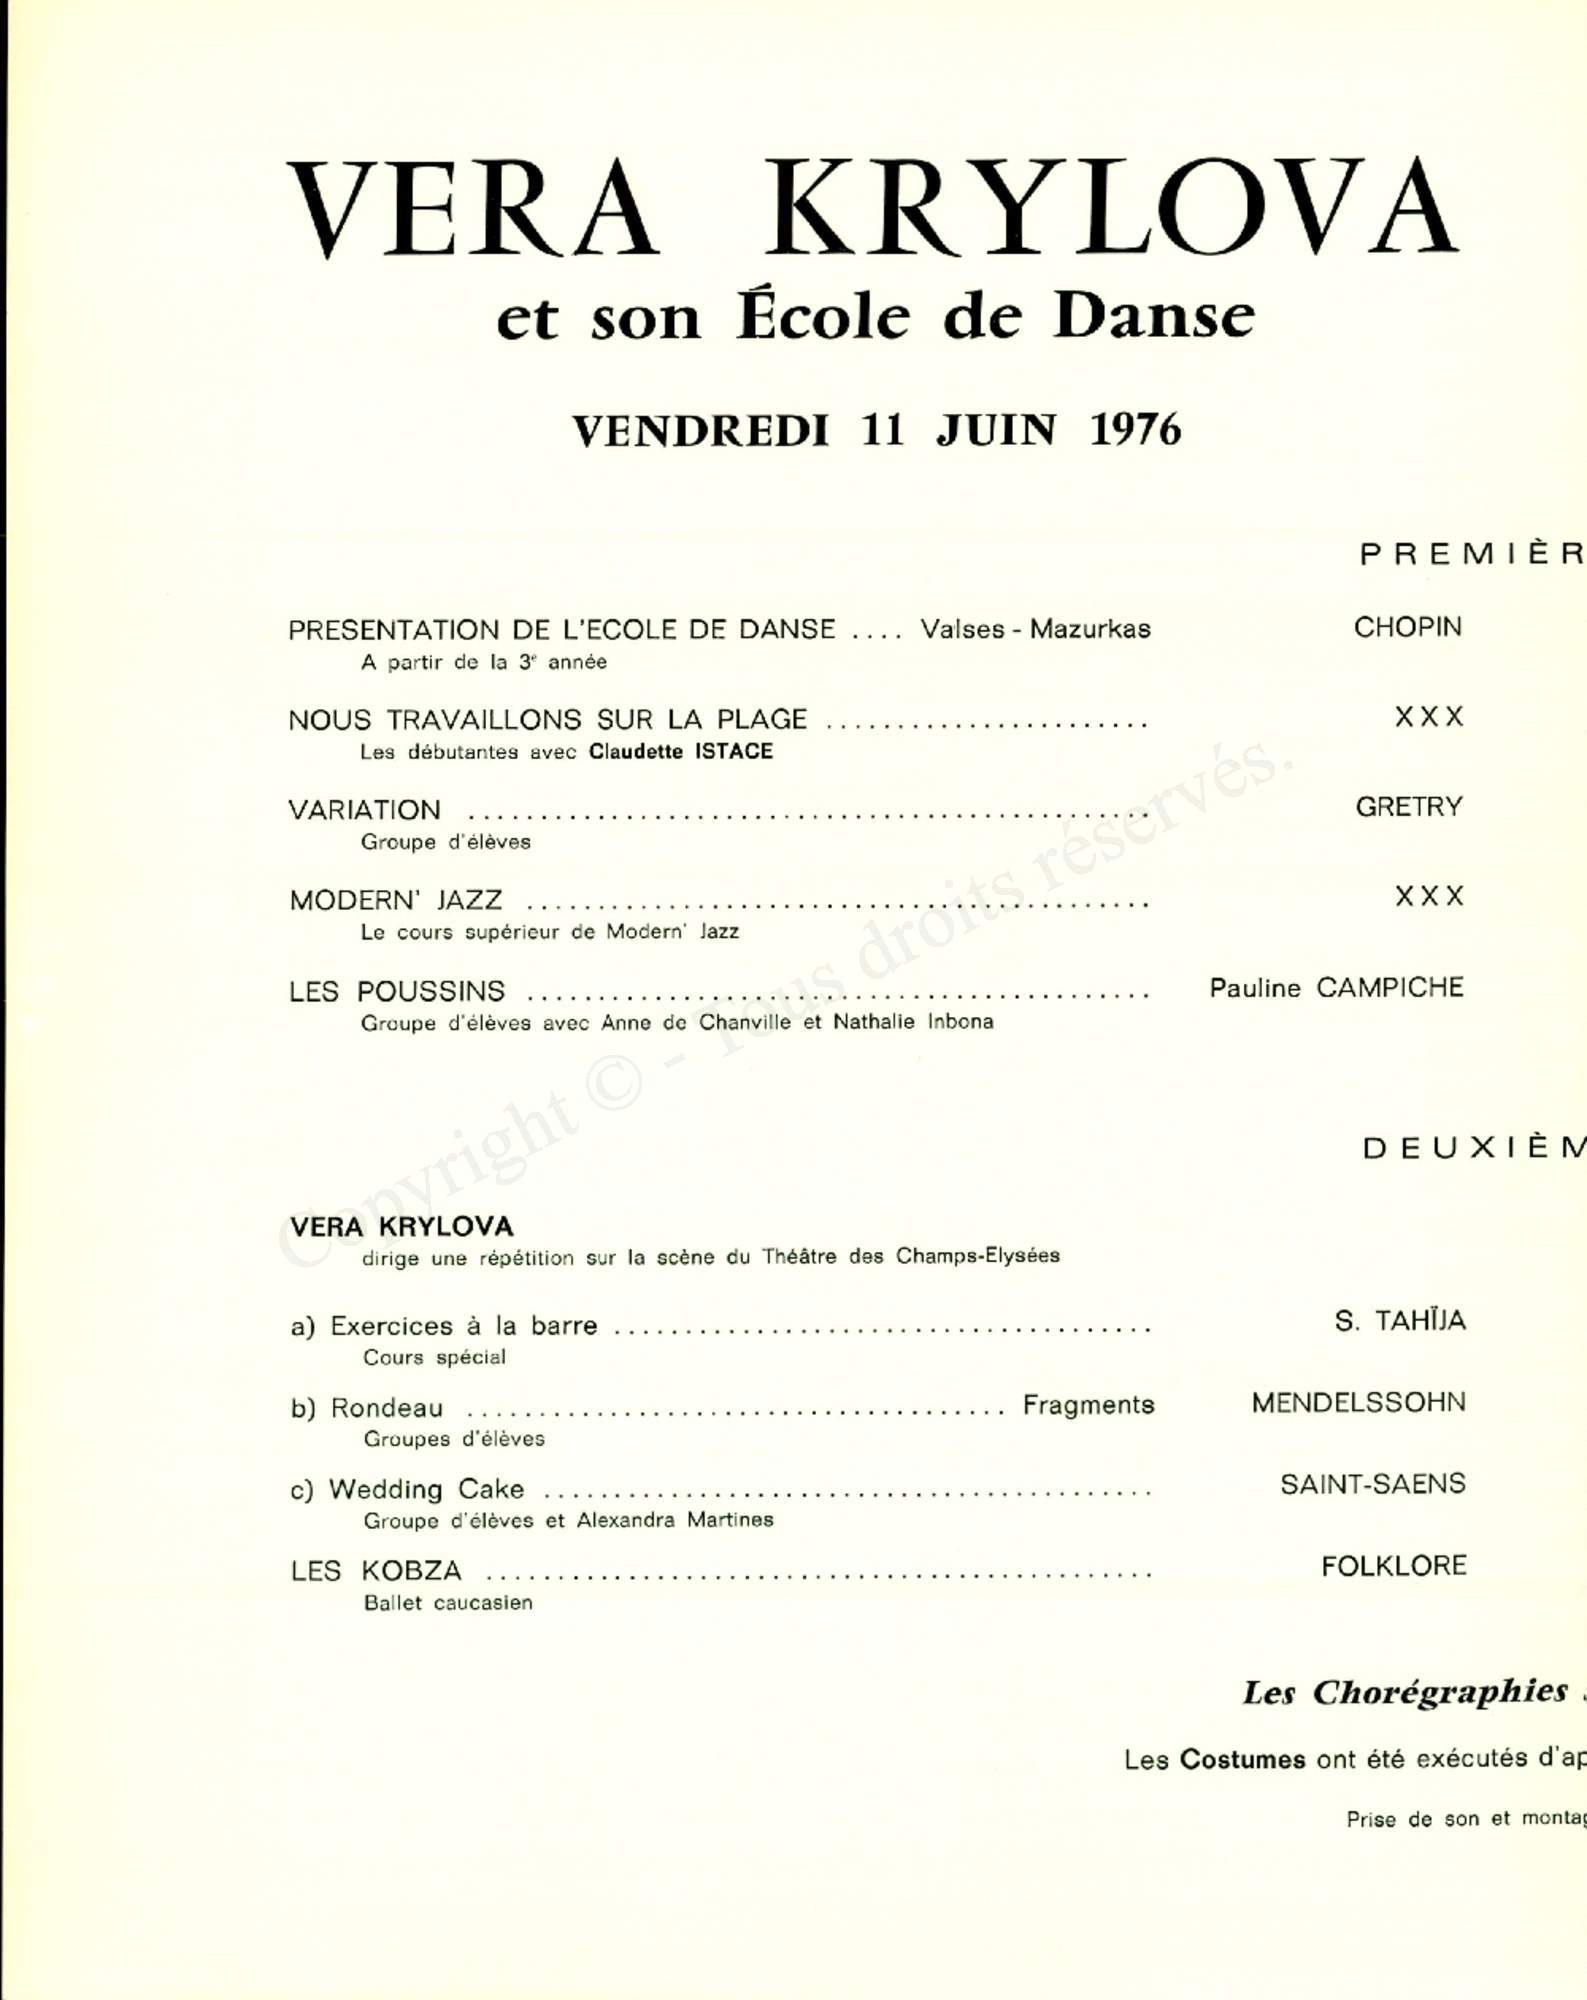 VERA KRYLOVA
et son École de Danse
VENDREDI 11 JUIN 1976
PREMIÈR
PRESENTATION DE L'ECOLE DE DANSE .... Valses - Mazurkas CHOPIN
A partir de la 3e année
NOUS TRAVAILLONS SUR LA PLAGE ....................... XXX
Les débutantes avec Claudette ISTACE
VARIATION ................................................ GRETRY
Groupe d'élèves
MODERN' JAZZ ............................................ XXX
Le cours supérieur de Modern' Jazz
LES POUSSINS ............................................ Pauline CAMPICHE
Groupe d'élèves avec Anne de Chanville et Nathalie Inbona
Copyright © - Tous droits réservés.
DEUXIÈM
VERA KRYLOVA
dirige une répétition sur la scène du Théâtre des Champs-Elysées
a) Exercices à la barre ...................................... S. TAHÏJA
Cours spécial
b) Rondeau ...................................... Fragments MENDELSSOHN
Groupes d'élèves
c) Wedding Cake ........................................... SAINT-SAENS
Groupe d'élèves et Alexandra Martines
LES KOBZA ............................................... FOLKLORE
Ballet caucasien
Les Chorégraphies
Les Costumes ont été exécutés d'ap
Prise de son et montag